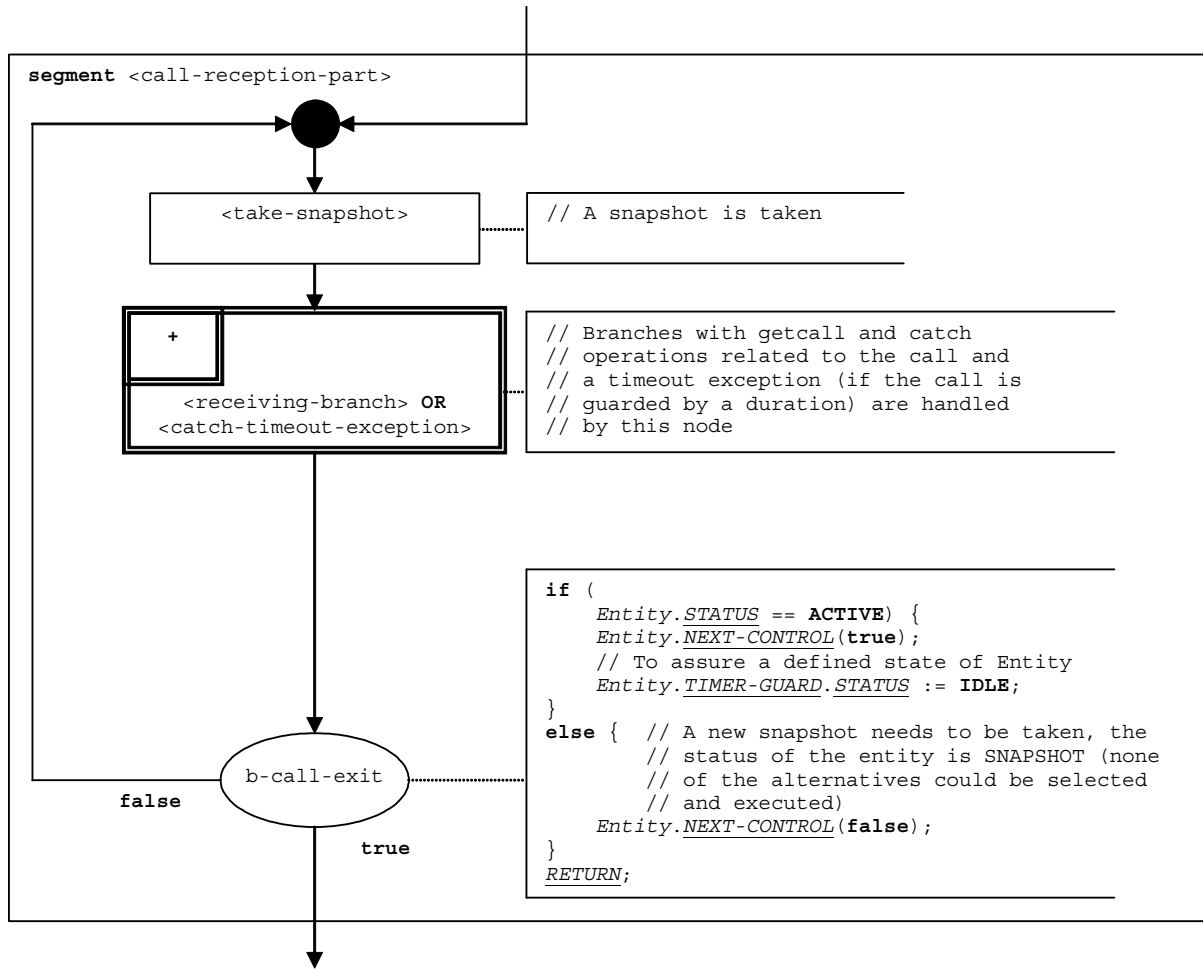 segment <call-reception-part>
<take-snapshot>
// A snapshot is taken
+
<receiving-branch> OR
<catch-timeout-exception>
// Branches with getcall and catch
// operations related to the call and
// a timeout exception (if the call is
// guarded by a duration) are handled
// by this node
if (
Entity.STATUS == ACTIVE) {
Entity.NEXT-CONTROL(true);
// To assure a defined state of Entity
Entity.TIMER-GUARD.STATUS := IDLE;
}
else { // A new snapshot needs to be taken, the
// status of the entity is SNAPSHOT (none
// of the alternatives could be selected
// and executed)
Entity.NEXT-CONTROL(false);
}
RETURN;
b-call-exit
false
true